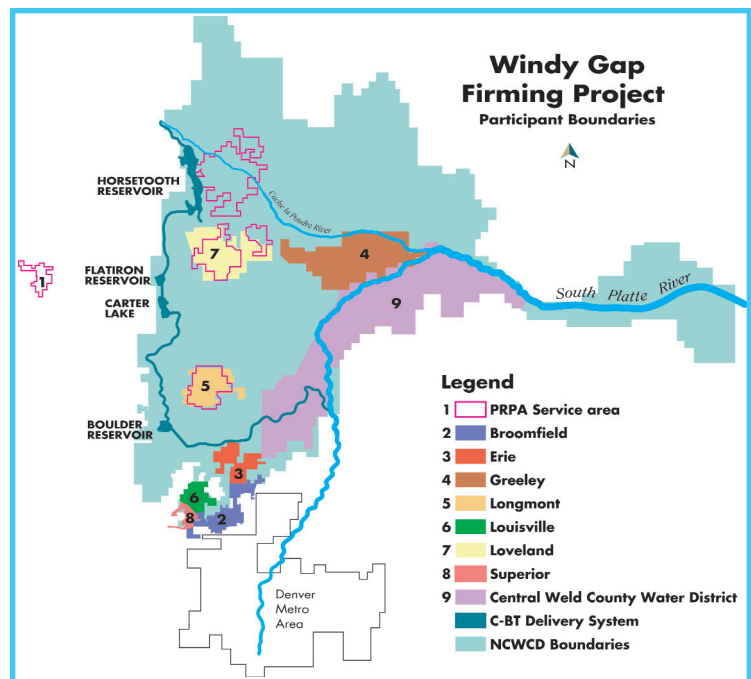 Windy Gap
Firming Project
Participant Boundaries
N
HORSETOOTH
RESERVOIR
Cache la Poudre River
7
4
1
FLATIRON
RESERVOIR
CARTER
LAKE
9
South Platte River
5
BOULDER
RESERVOIR
3
6
8
2
Denver
Metro
Area
Legend
1 PRPA Service area
2 Broomfield
3 Erie
4 Greeley
5 Longmont
6 Louisville
7 Loveland
8 Superior
9 Central Weld County Water District
C-BT Delivery System
NCWCD Boundaries